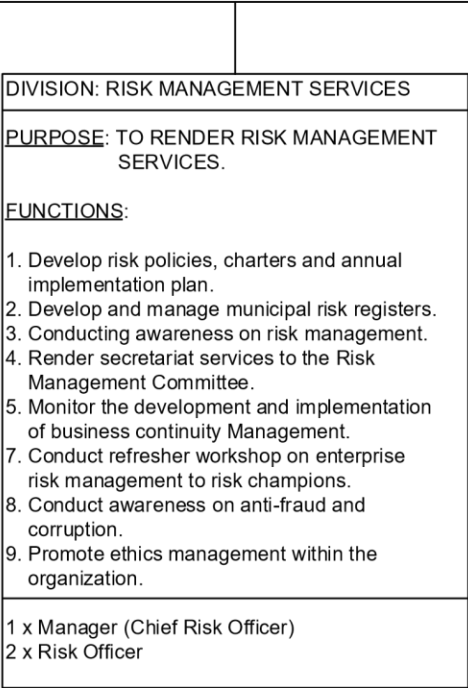 DIVISION: RISK MANAGEMENT SERVICES
PURPOSE: TO RENDER RISK MANAGEMENT
SERVICES.
FUNCTIONS:
1. Develop risk policies, charters and annual
implementation plan.
2. Develop and manage municipal risk registers.
3. Conducting awareness on risk management.
4. Render secretariat services to the Risk
Management Committee.
5. Monitor the development and implementation
of business continuity Management.
7. Conduct refresher workshop on enterprise
risk management to risk champions.
8. Conduct awareness on anti-fraud and
corruption.
9. Promote ethics management within the
organization.
1 x Manager (Chief Risk Officer)
2 x Risk Officer